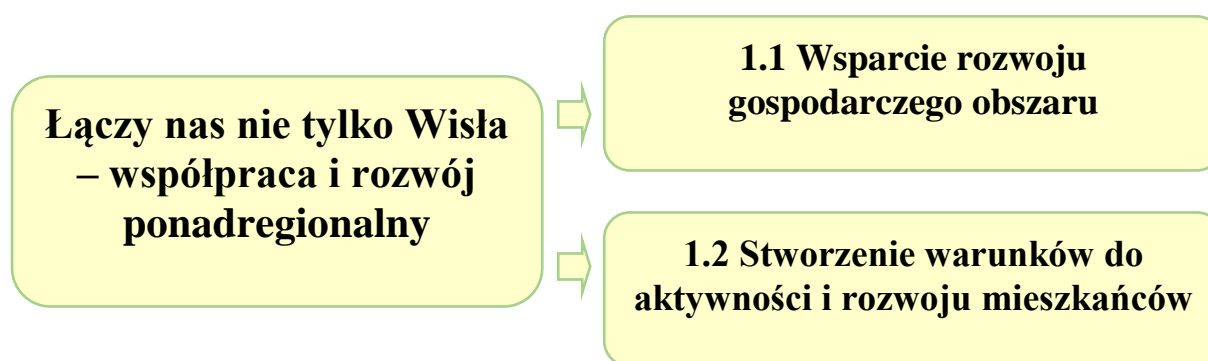 Łączy nas nie tylko Wisła
– współpraca i rozwój
ponadregionalny
1.1 Wsparcie rozwoju
gospodarczego obszaru
1.2 Stworzenie warunków do
aktywności i rozwoju mieszkańców